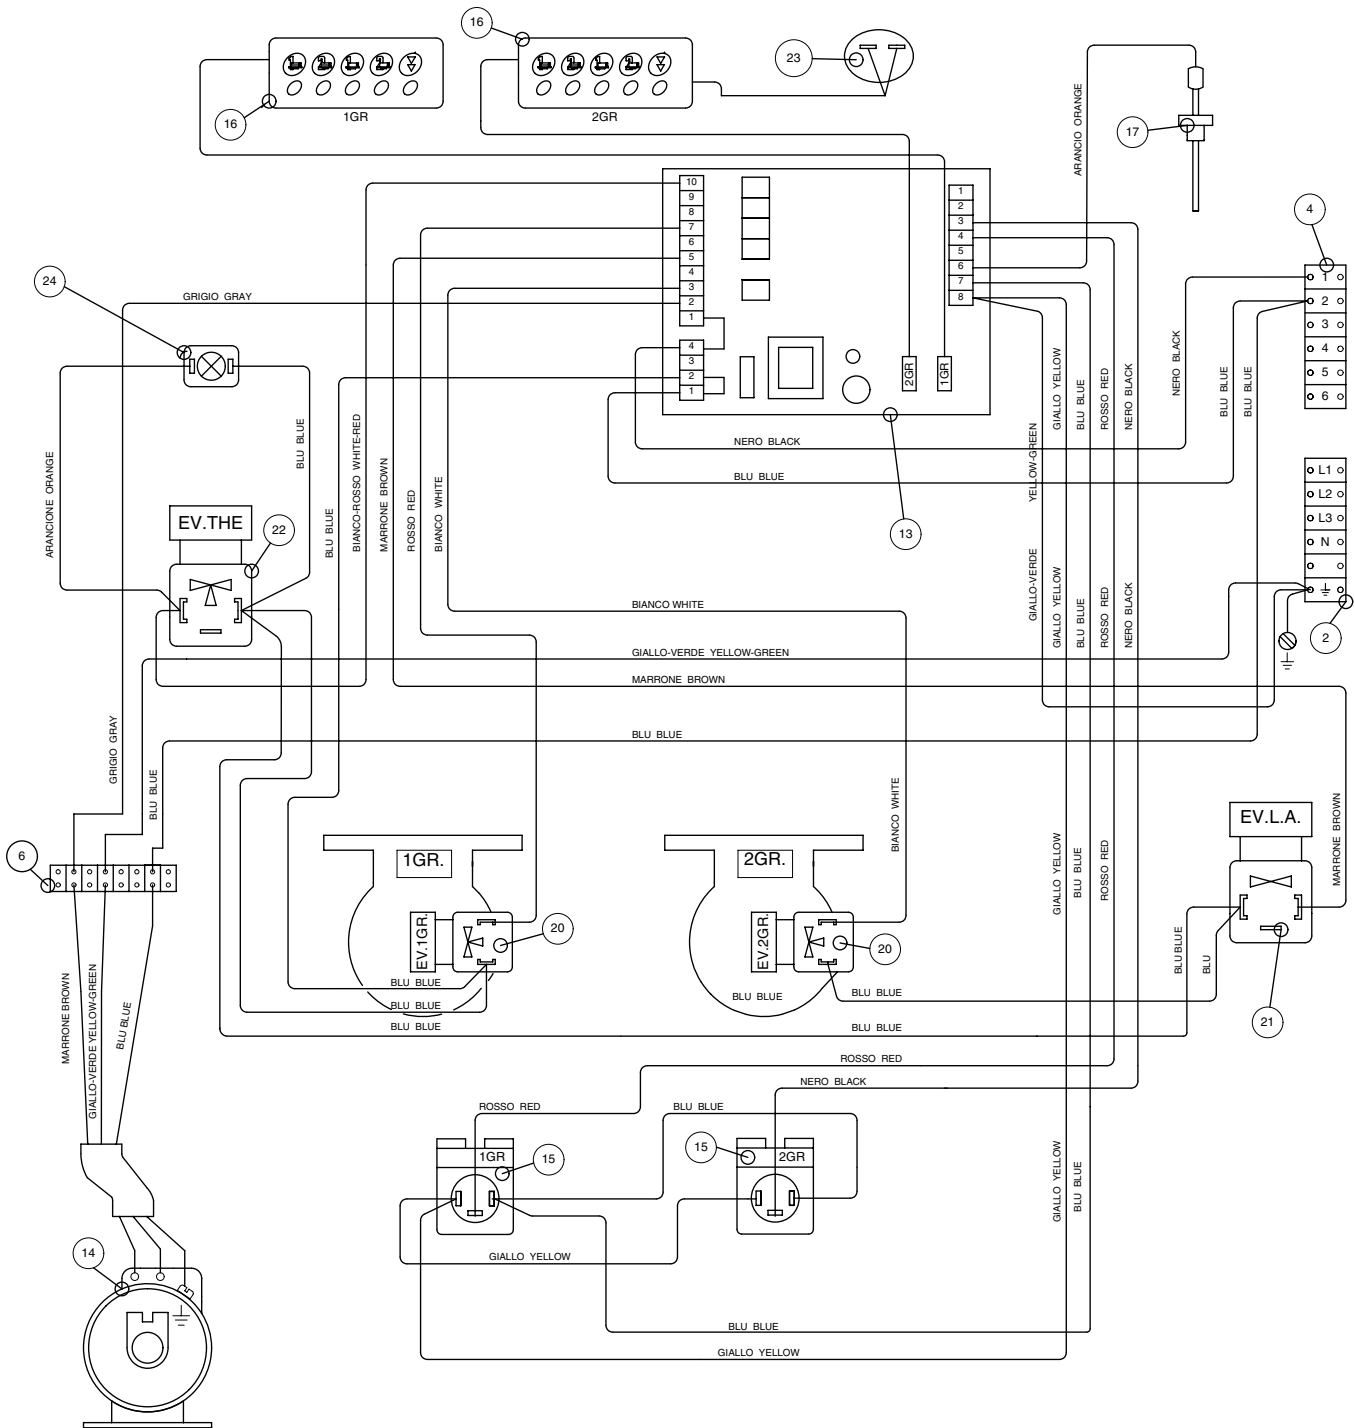 16
16
23
1GR
2GR
17
ARANCIO ORANGE
4
24
10
9
8
7
6
5
4
3
2
1
4
3
2
1
1
2
3
4
5
6
7
8
2GR
1GR
1
2
3
4
5
6
GRIGIO GRAY
NERO BLACK
BLU BLUE
BLU BLUE
NERO BLACK
BLU BLUE
GIALLO YELLOW
BLU BLUE
ROSSO RED
NERO BLACK
YELLOW-GREEN
13
L1
L2
L3
N
2
ARANCIONE ORANGE
BLU BLUE
BLU BLUE
BIANCO-ROSSO WHITE-RED
MARRONE BROWN
ROSSO RED
BIANCO WHITE
EV.THE
22
GIALLO-VERDE
GIALLO YELLOW
BLU BLUE
ROSSO RED
NERO BLACK
BIANCO WHITE
GIALLO-VERDE YELLOW-GREEN
MARRONE BROWN
BLU BLUE
GRIGIO GRAY
BLU BLUE
6
1GR.
EV.1GR.
20
2GR.
EV.2GR.
20
BIANCO WHITE
GIALLO YELLOW
BLU BLUE
ROSSO RED
EV.L.A.
MARRONE BROWN
21
BLU BLUE
BLU
BLU BLUE
BLU BLUE
BLU BLUE
BLU BLUE
BLU BLUE
BLU BLUE
MARRONE BROWN
GIALLO-VERDE YELLOW-GREEN
BLU BLUE
ROSSO RED
NERO BLACK
ROSSO RED
BLU BLUE
1GR
15
15
2GR
GIALLO YELLOW
GIALLO YELLOW
BLU BLUE
14
BLU BLUE
GIALLO YELLOW